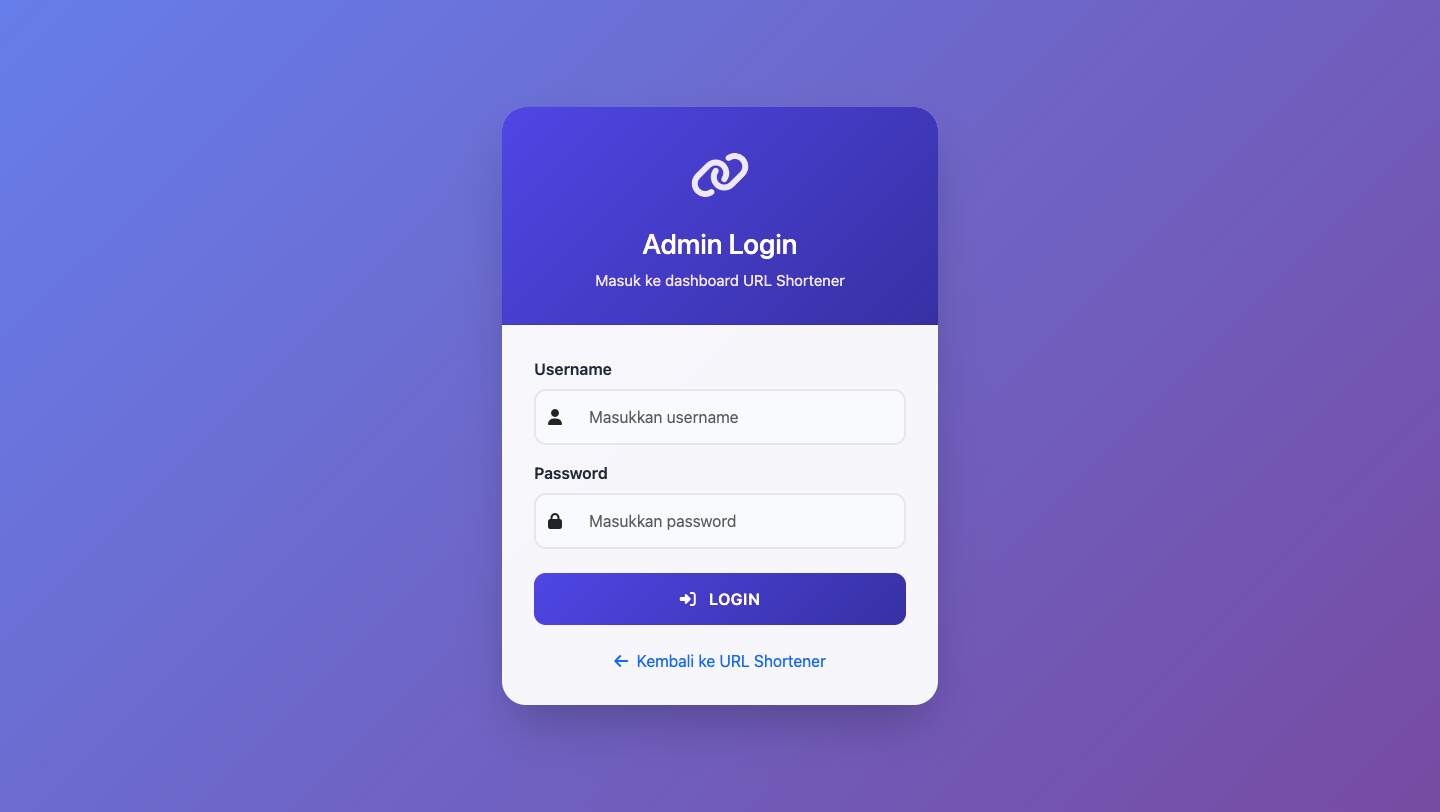 Admin Login
Masuk ke dashboard URL Shortener
Username
Masukkan username
Password
Masukkan password
LOGIN
Kembali ke URL Shortener